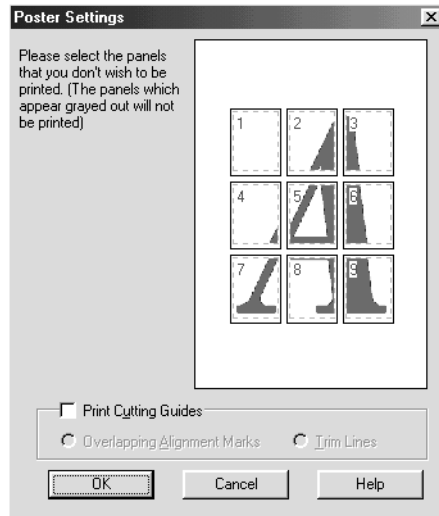 Poster Settings
Please select the panels
that you don't wish to be
printed. (The panels which
appear grayed out will not
be printed)
1 2 3
4 5 6
7 8 9
Print Cutting Guides
Overlapping Alignment Marks Trim Lines
OK Cancel Help